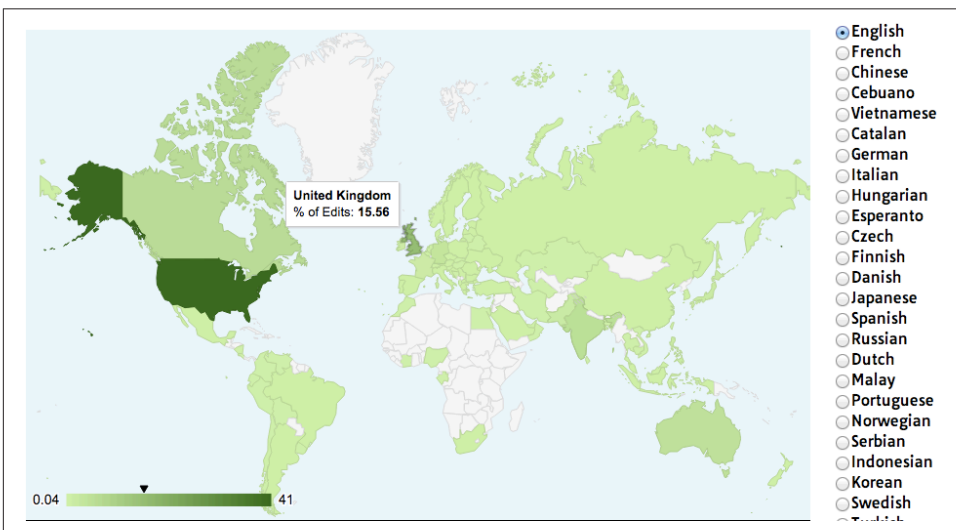 United Kingdom
% of Edits: 15.56
0.04
41
English
French
Chinese
Cebuano
Vietnamese
Catalan
German
Italian
Hungarian
Esperanto
Czech
Finnish
Danish
Japanese
Spanish
Russian
Dutch
Malay
Portuguese
Norwegian
Serbian
Indonesian
Korean
Swedish
Turkish